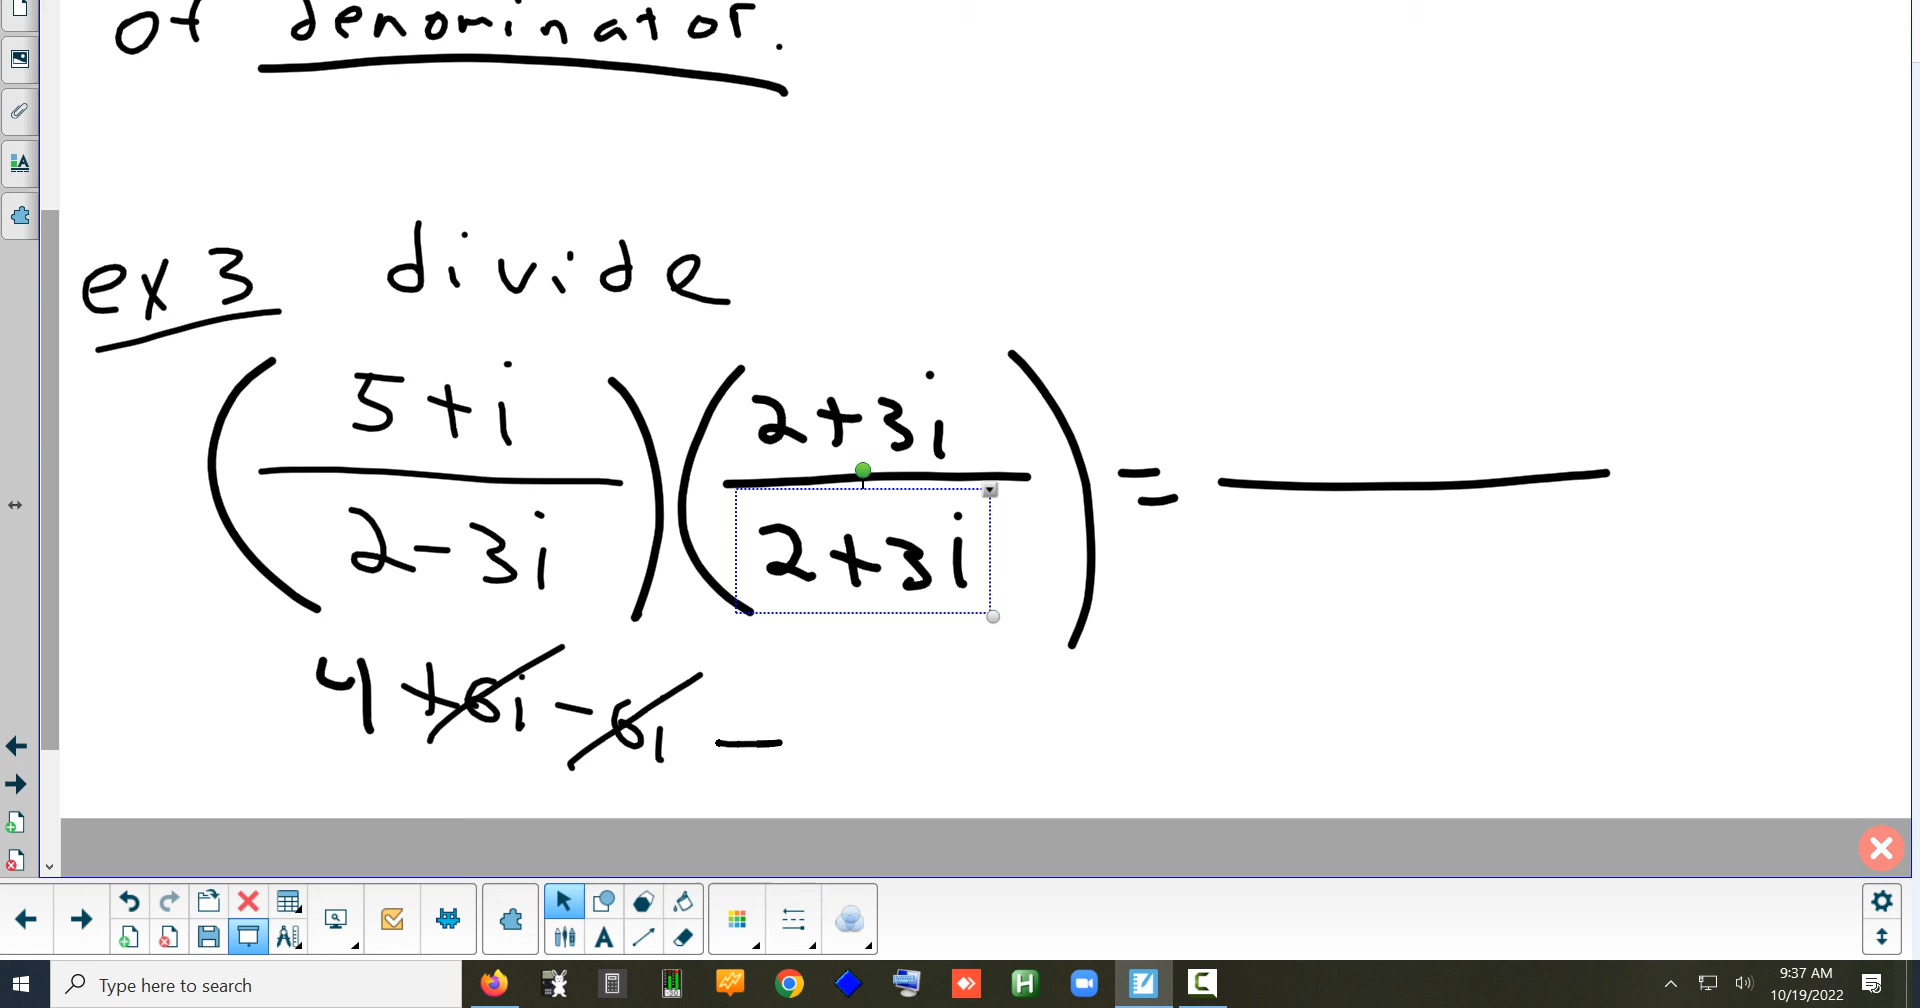 of denominator.
ex 3 divide
(5+i / 2-3i)(2+3i / 2+3i) =
4 +6i -6i —
Type here to search
9:37 AM
10/19/2022